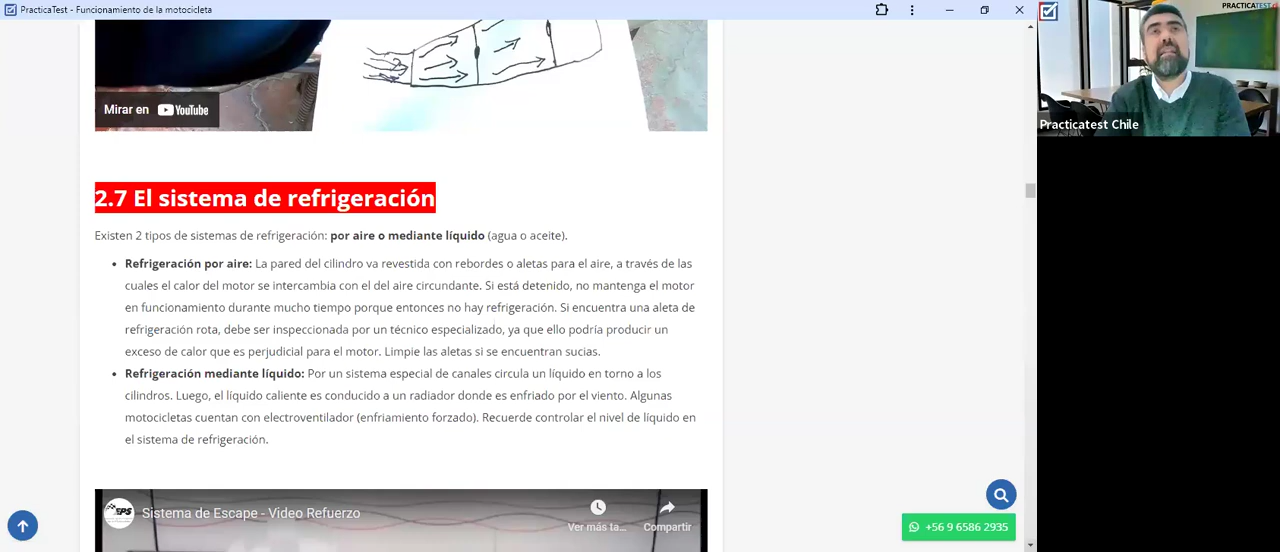 PracticaTest - Funcionamiento de la motocicleta
PRACTICATEST
Mirar en YouTube
Practicatest Chile
2.7 El sistema de refrigeración
Existen 2 tipos de sistemas de refrigeración: por aire o mediante líquido (agua o aceite).
Refrigeración por aire: La pared del cilindro va revestida con rebordes o aletas para el aire, a través de las
cuales el calor del motor se intercambia con el del aire circundante. Si está detenido, no mantenga el motor
en funcionamiento durante mucho tiempo porque entonces no hay refrigeración. Si encuentra una aleta de
refrigeración rota, debe ser inspeccionada por un técnico especializado, ya que ello podría producir un
exceso de calor que es perjudicial para el motor. Limpie las aletas si se encuentran sucias.
Refrigeración mediante líquido: Por un sistema especial de canales circula un líquido en torno a los
cilindros. Luego, el líquido caliente es conducido a un radiador donde es enfriado por el viento. Algunas
motocicletas cuentan con electroventilador (enfriamiento forzado). Recuerde controlar el nivel de líquido en
el sistema de refrigeración.
EPS
Sistema de Escape - Video Refuerzo
Ver más ta...
Compartir
+56 9 6586 2935